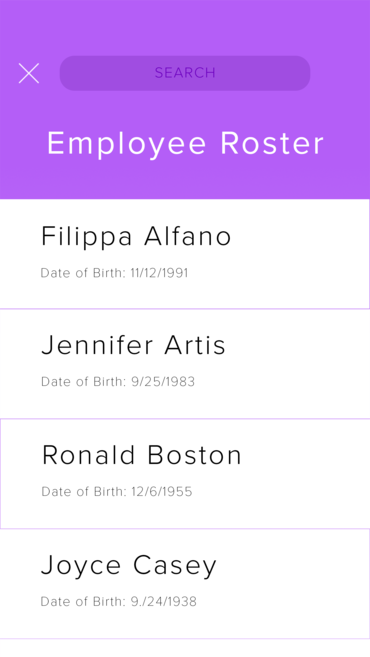 SEARCH
Employee Roster
Filippa Alfano
Date of Birth: 11/12/1991
Jennifer Artis
Date of Birth: 9/25/1983
Ronald Boston
Date of Birth: 12/6/1955
Joyce Casey
Date of Birth: 9./24/1938